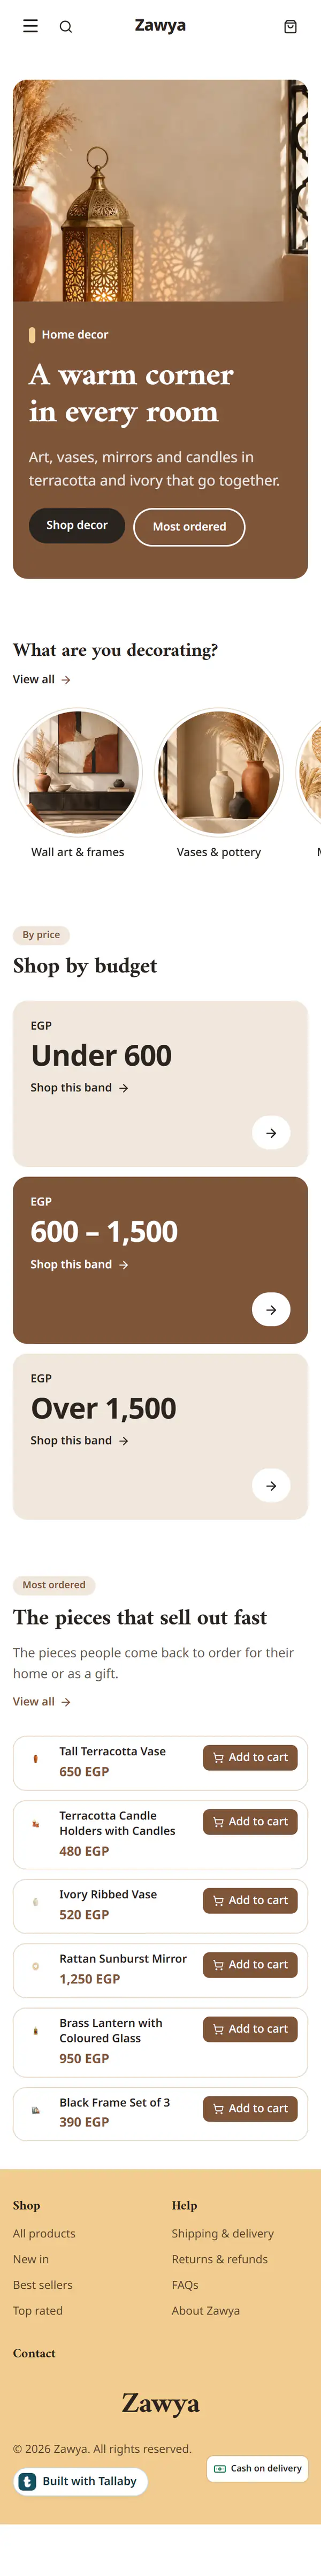 Zawya
Home decor
A warm corner
in every room
Art, vases, mirrors and candles in
terracotta and ivory that go together.
Shop decor
Most ordered
What are you decorating?
View all
Wall art & frames
Vases & pottery
By price
Shop by budget
EGP
Under 600
Shop this band
EGP
600 – 1,500
Shop this band
EGP
Over 1,500
Shop this band
Most ordered
The pieces that sell out fast
The pieces people come back to order for their
home or as a gift.
View all
Tall Terracotta Vase
650 EGP
Add to cart
Terracotta Candle
Holders with Candles
480 EGP
Add to cart
Ivory Ribbed Vase
520 EGP
Add to cart
Rattan Sunburst Mirror
1,250 EGP
Add to cart
Brass Lantern with
Coloured Glass
950 EGP
Add to cart
Black Frame Set of 3
390 EGP
Add to cart
Shop
All products
New in
Best sellers
Top rated
Help
Shipping & delivery
Returns & refunds
FAQs
About Zawya
Contact
Zawya
© 2026 Zawya. All rights reserved.
Cash on delivery
Built with Tallaby